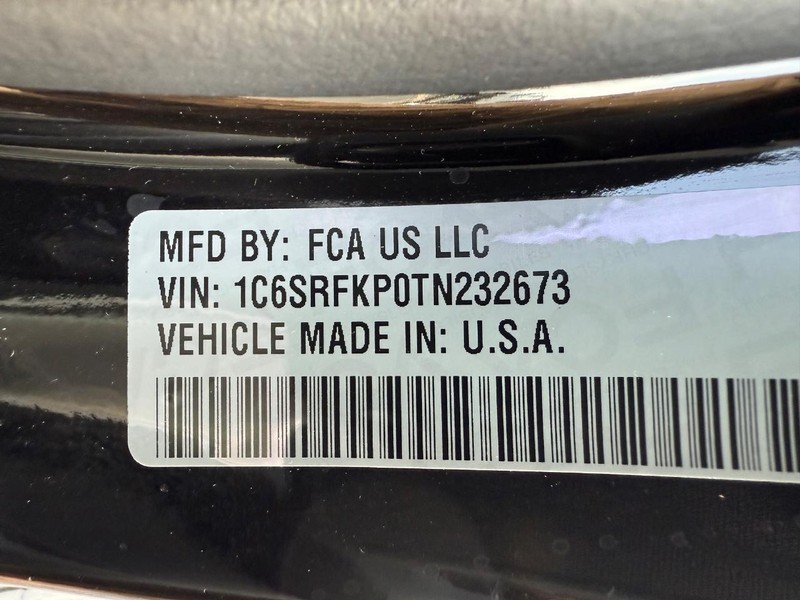 MFD BY: FCA US LLC
VIN: 1C6SRFKP0TN232673
VEHICLE MADE IN: U.S.A.